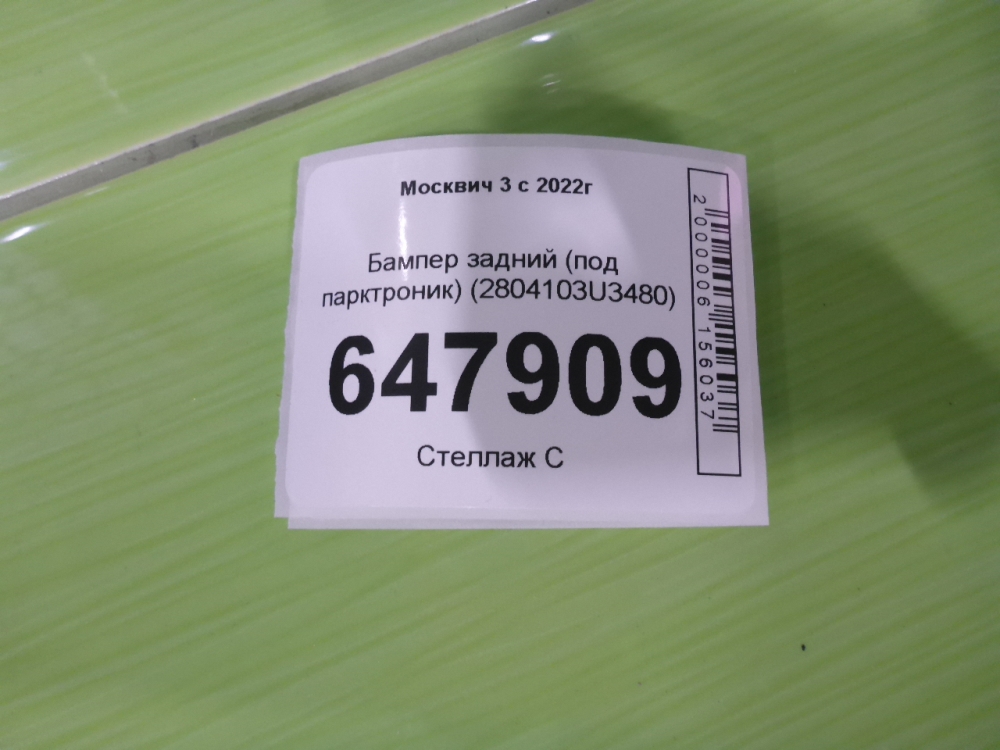 Москвич 3 с 2022г
Бампер задний (под
парктроник) (2804103U3480)
647909
Стеллаж С
2000006156037